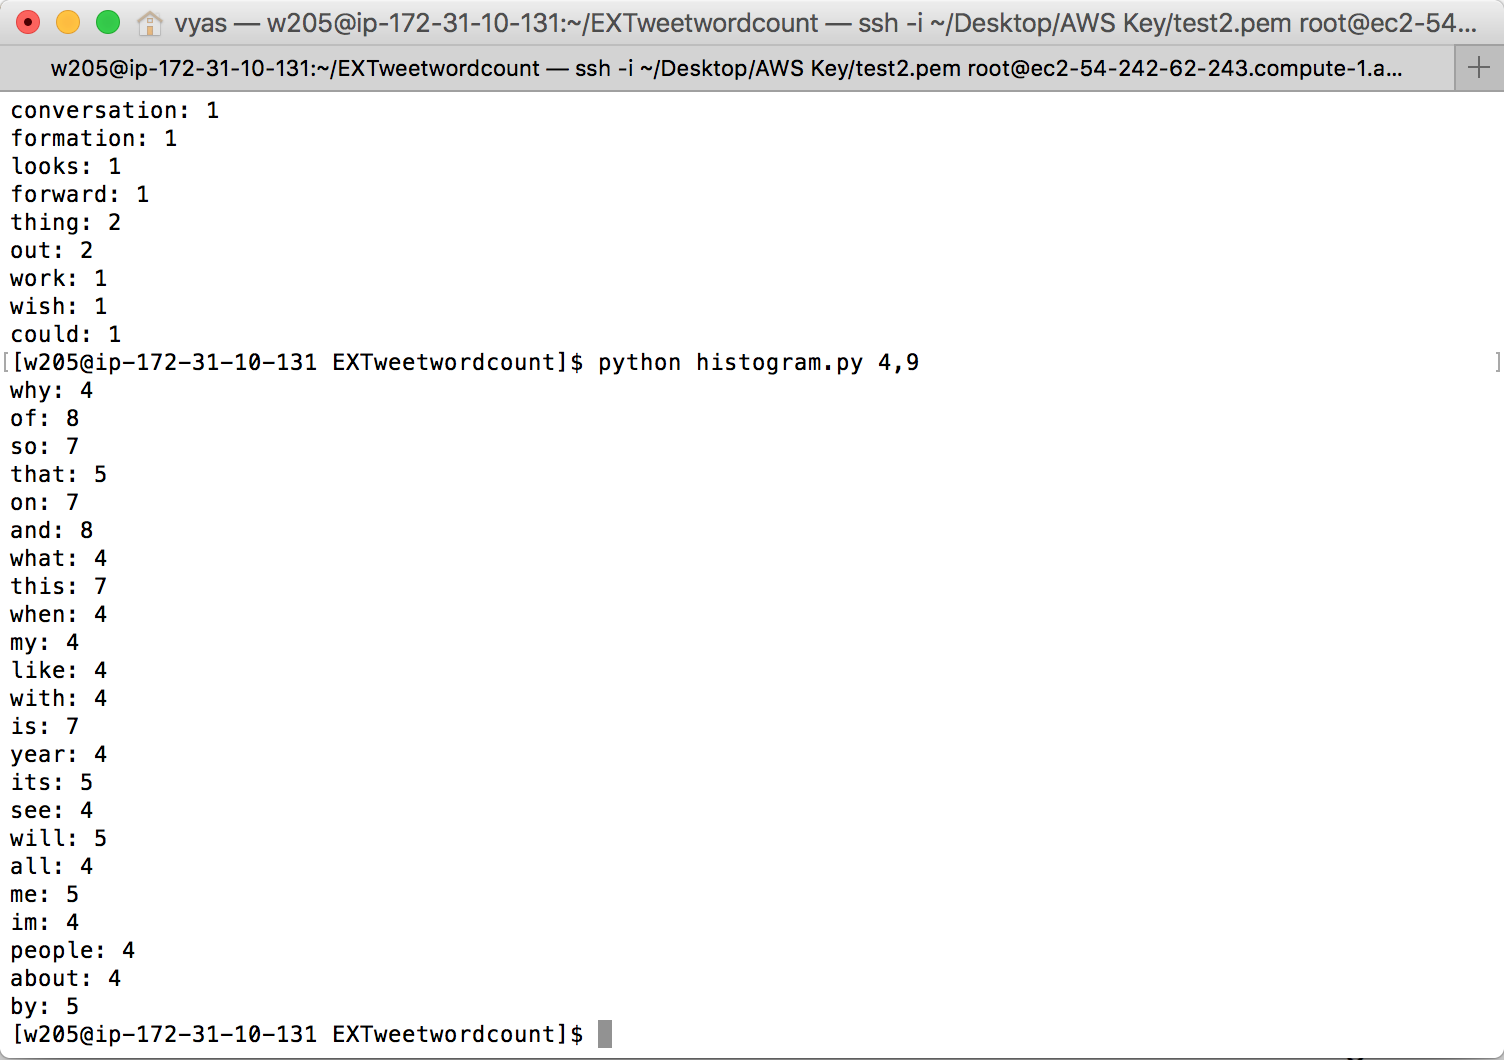 vyas — w205@ip-172-31-10-131:~/EXTweetwordcount — ssh -i ~/Desktop/AWS Key/test2.pem root@ec2-54...
w205@ip-172-31-10-131:~/EXTweetwordcount — ssh -i ~/Desktop/AWS Key/test2.pem root@ec2-54-242-62-243.compute-1.a...
conversation: 1
formation: 1
looks: 1
forward: 1
thing: 2
out: 2
work: 1
wish: 1
could: 1
[[w205@ip-172-31-10-131 EXTweetwordcount]$ python histogram.py 4,9 ]
why: 4
of: 8
so: 7
that: 5
on: 7
and: 8
what: 4
this: 7
when: 4
my: 4
like: 4
with: 4
is: 7
year: 4
its: 5
see: 4
will: 5
all: 4
me: 5
im: 4
people: 4
about: 4
by: 5
[w205@ip-172-31-10-131 EXTweetwordcount]$